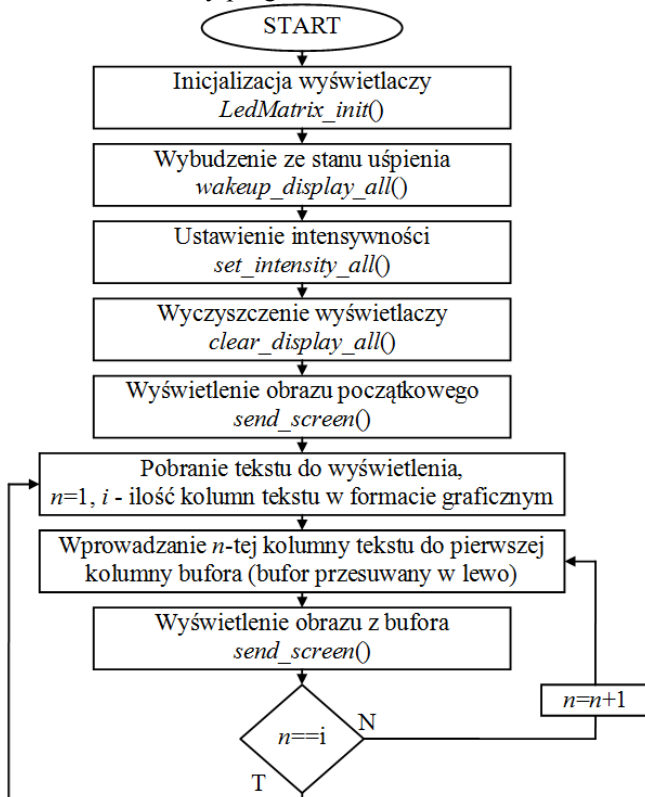 START
Inicjalizacja wyświetlaczy
LedMatrix_init()
Wybudzenie ze stanu uśpienia
wakeup_display_all()
Ustawienie intensywności
set_intensity_all()
Wyczyszczenie wyświetlaczy
clear_display_all()
Wyświetlenie obrazu początkowego
send_screen()
Pobranie tekstu do wyświetlenia,
n=1, i - ilość kolumn tekstu w formacie graficznym
Wprowadzanie n-tej kolumny tekstu do pierwszej
kolumny bufora (bufor przesuwany w lewo)
Wyświetlenie obrazu z bufora
send_screen()
n=n+1
n==i
N
T